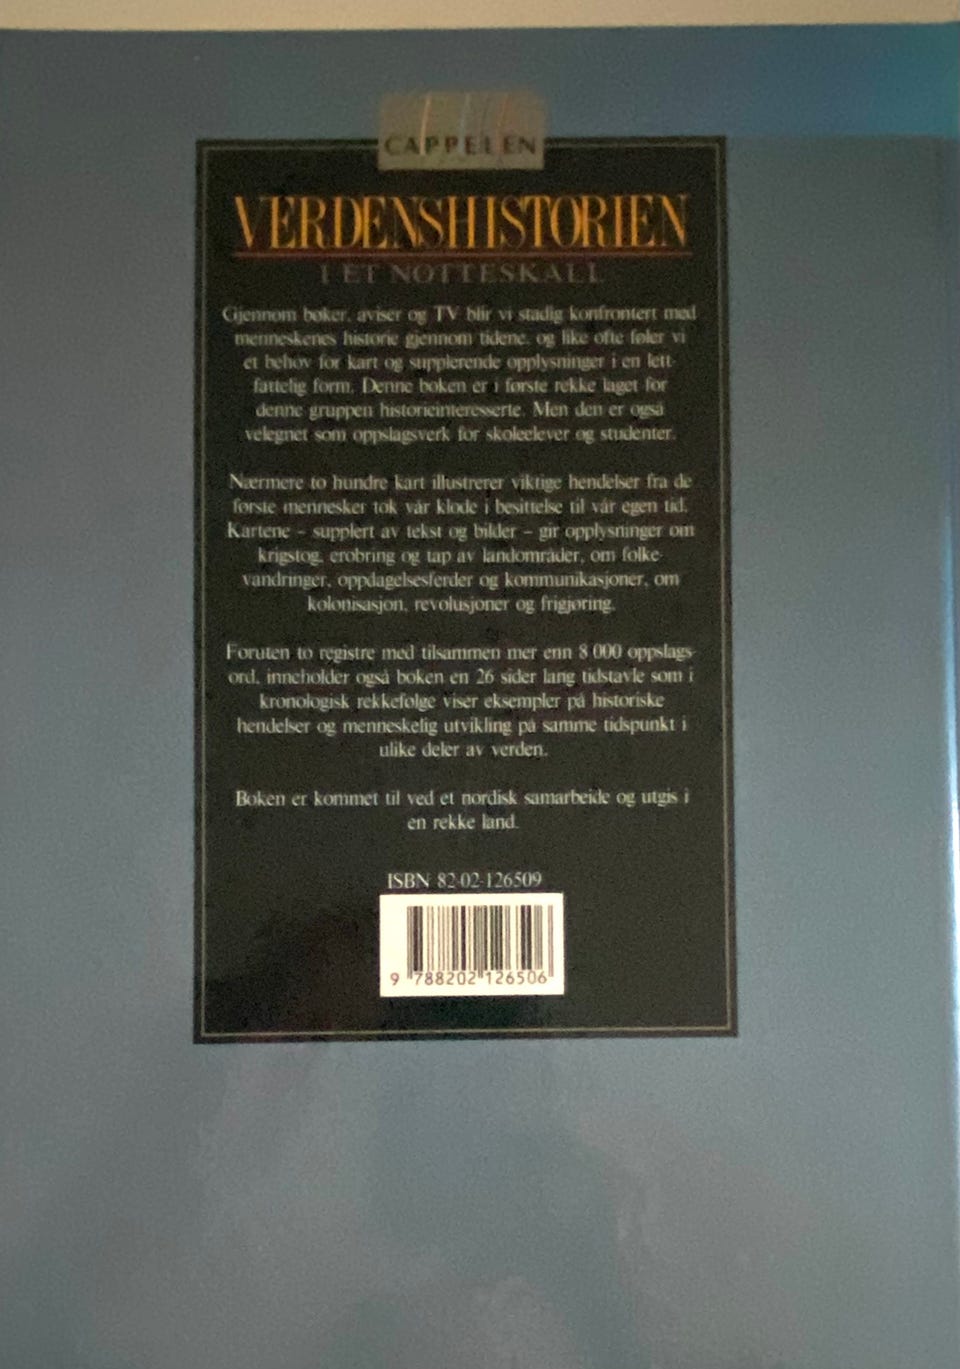 CAPPELEN
VERDENSHISTORIEN
I ET NØTTESKALL
Gjennom bøker, aviser og TV blir vi stadig konfrontert med
menneskenes historie gjennom tidene, og like ofte føler vi
et behov for kart og supplerende opplysninger i en lett-
fattelig form. Denne boken er i første rekke laget for
denne gruppen historieinteresserte. Men den er også
velegnet som oppslagsverk for skoleelever og studenter.
Nærmere to hundre kart illustrerer viktige hendelser fra de
første mennesker tok vår klode i besittelse til vår egen tid.
Kartene – supplert av tekst og bilder – gir opplysninger om
krigstog, erobring og tap av landområder, om folke-
vandringer, oppdagelsesferder og kommunikasjoner, om
kolonisasjon, revolusjoner og frigjøring.
Foruten to registre med tilsammen mer enn 8 000 oppslags-
ord, inneholder også boken en 26 sider lang tidstavle som i
kronologisk rekkefølge viser eksempler på historiske
hendelser og menneskelig utvikling på samme tidspunkt i
ulike deler av verden.
Boken er kommet til ved et nordisk samarbeide og utgis i
en rekke land.
ISBN 82-02-126509
9 788202 126506